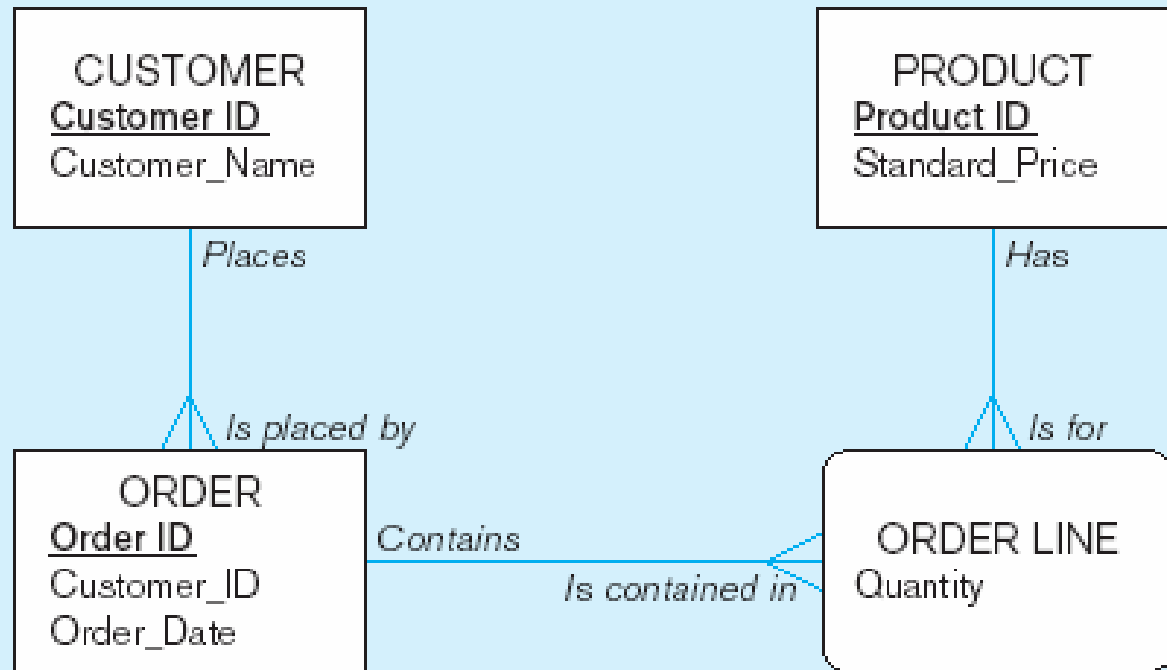 CUSTOMER
Customer ID
Customer_Name
PRODUCT
Product ID
Standard_Price
Places
Has
Is placed by
Is for
ORDER
Order ID
Customer_ID
Order_Date
Contains
Is contained in
ORDER LINE
Quantity